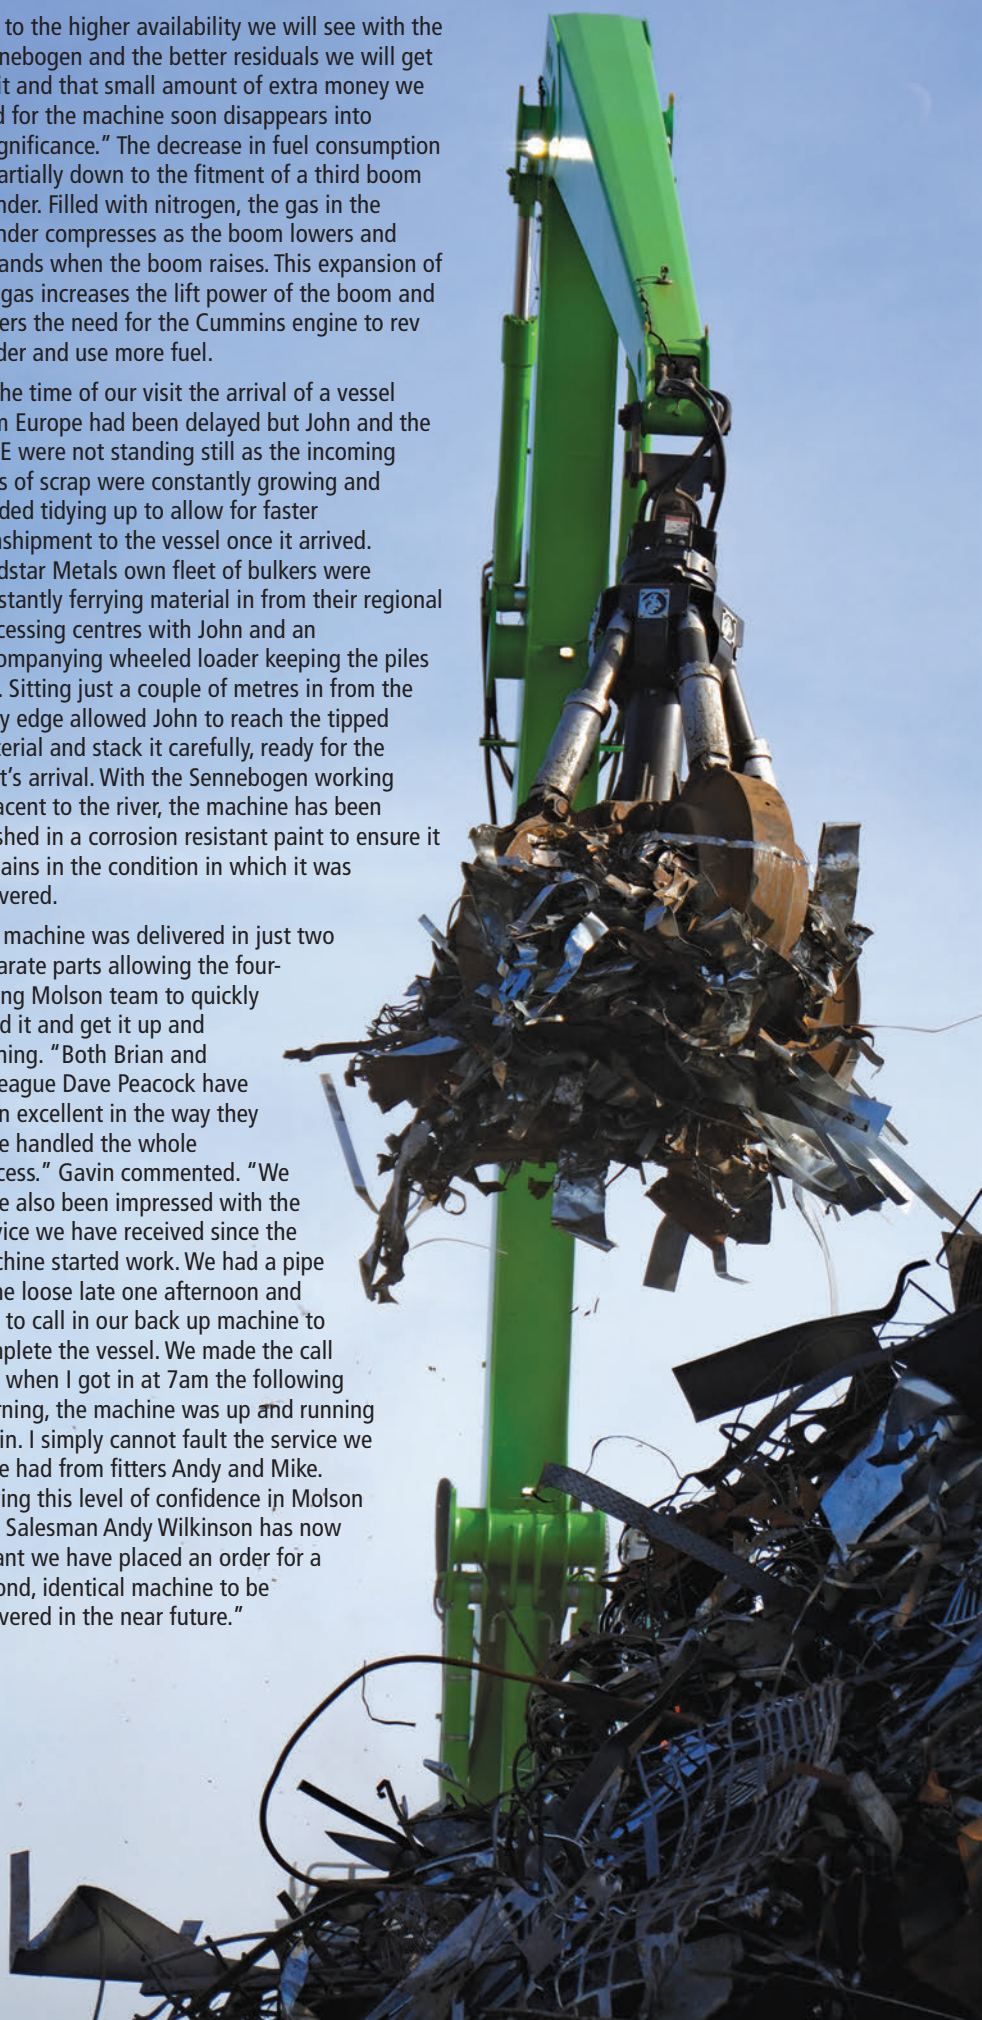 to the higher availability we will see with the
nebogen and the better residuals we will get
it and that small amount of extra money we
d for the machine soon disappears into
gnificance.” The decrease in fuel consumption
artially down to the fitment of a third boom
nder. Filled with nitrogen, the gas in the
nder compresses as the boom lowers and
ands when the boom raises. This expansion of
gas increases the lift power of the boom and
ers the need for the Cummins engine to rev
der and use more fuel.
he time of our visit the arrival of a vessel
m Europe had been delayed but John and the
E were not standing still as the incoming
s of scrap were constantly growing and
ded tidying up to allow for faster
nshipment to the vessel once it arrived.
dstar Metals own fleet of bulkers were
stantly ferrying material in from their regional
cessing centres with John and an
ompanying wheeled loader keeping the piles
. Sitting just a couple of metres in from the
y edge allowed John to reach the tipped
terial and stack it carefully, ready for the
t’s arrival. With the Sennebogen working
acent to the river, the machine has been
shed in a corrosion resistant paint to ensure it
ains in the condition in which it was
vered.
machine was delivered in just two
arate parts allowing the four-
ng Molson team to quickly
d it and get it up and
ning. “Both Brian and
eague Dave Peacock have
n excellent in the way they
e handled the whole
cess.” Gavin commented. “We
e also been impressed with the
vice we have received since the
chine started work. We had a pipe
ne loose late one afternoon and
to call in our back up machine to
mplete the vessel. We made the call
when I got in at 7am the following
rning, the machine was up and running
in. I simply cannot fault the service we
e had from fitters Andy and Mike.
ing this level of confidence in Molson
Salesman Andy Wilkinson has now
ant we have placed an order for a
ond, identical machine to be
vered in the near future.”